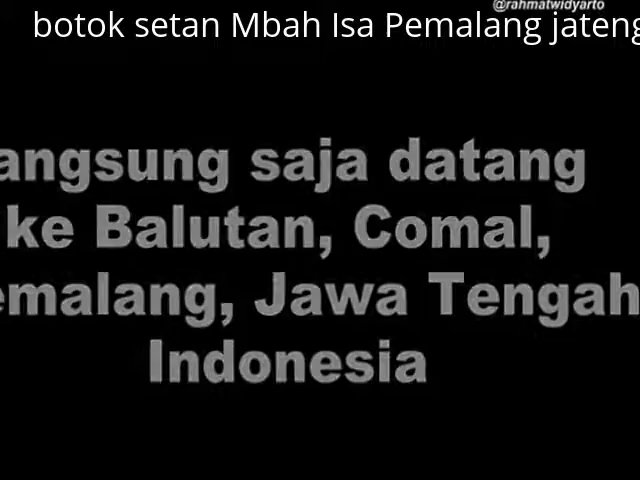 @rahmatwidyarto
botok setan Mbah Isa Pemalang jateng
angsung saja datang
ke Balutan, Comal,
emalang, Jawa Tengah
Indonesia